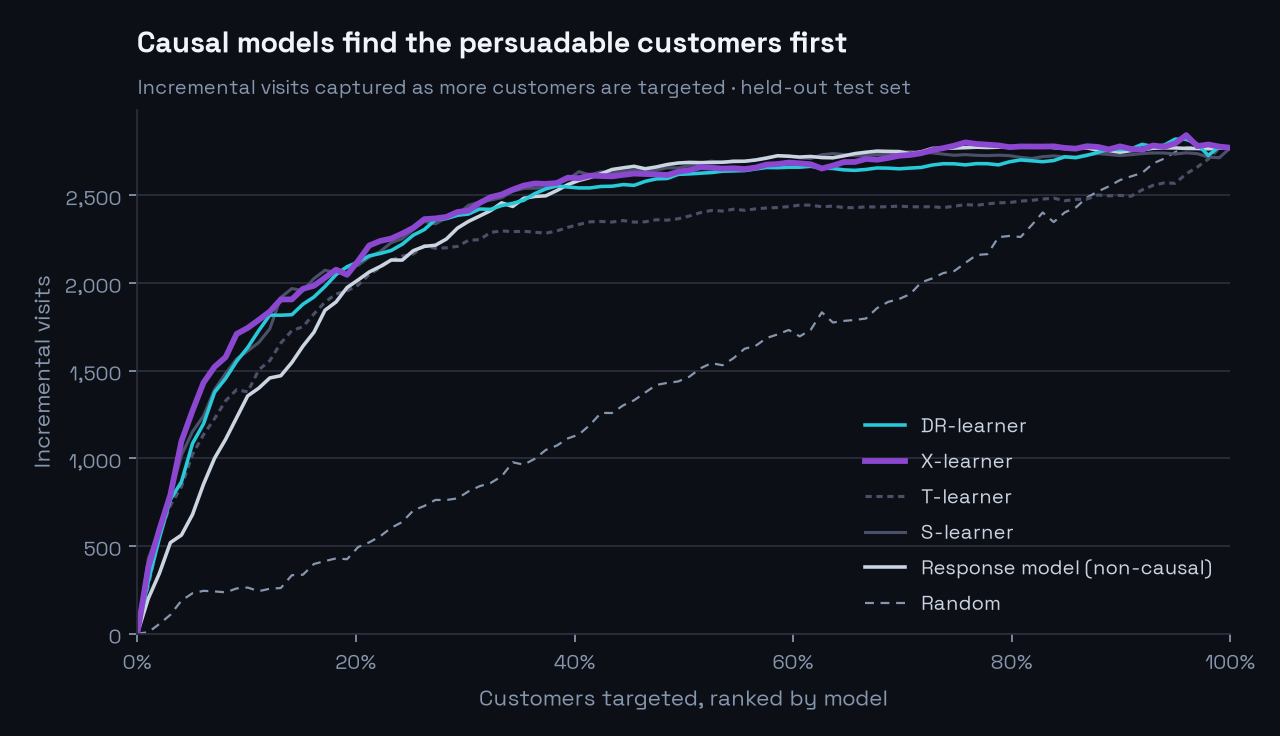 Causal models find the persuadable customers first
Incremental visits captured as more customers are targeted · held-out test set
Incremental visits
2,500
2,000
1,500
1,000
500
0
DR-learner
X-learner
T-learner
S-learner
Response model (non-causal)
Random
0%
20%
40%
60%
80%
100%
Customers targeted, ranked by model